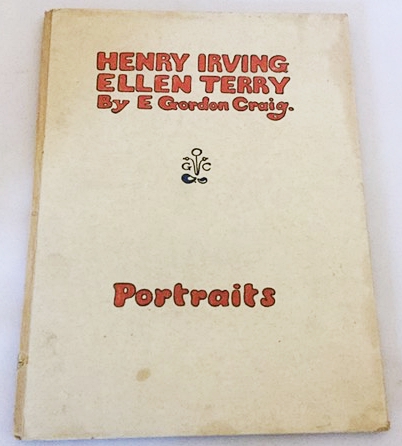 HENRY IRVING
ELLEN TERRY
By E Gordon Craig.
G C
Portraits